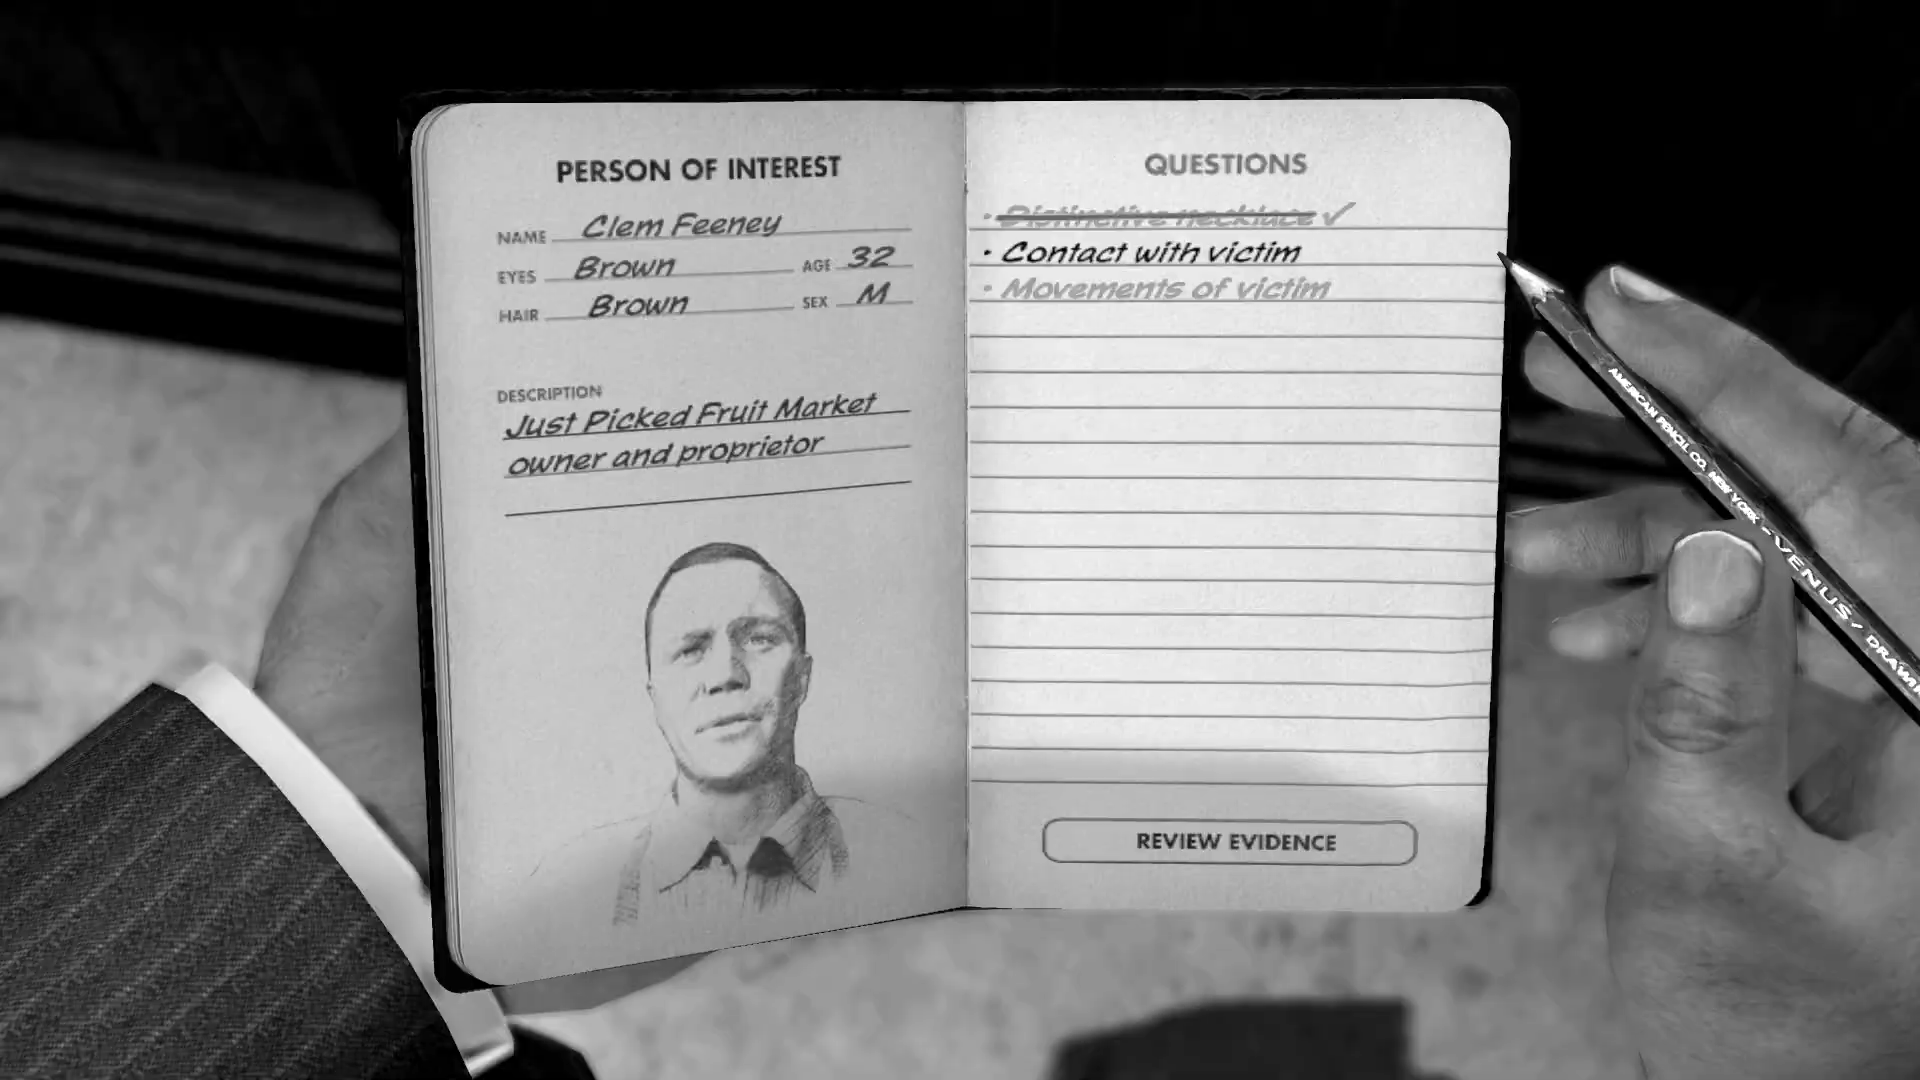 PERSON OF INTEREST
NAME Clem Feeney
EYES Brown AGE 32
HAIR Brown SEX M
DESCRIPTION
Just Picked Fruit Market
owner and proprietor
QUESTIONS
• Distinctive necklace ✓
• Contact with victim
• Movements of victim
REVIEW EVIDENCE
AMERICAN PENCIL CO. NEW YORK -VENUS/ DRAWI